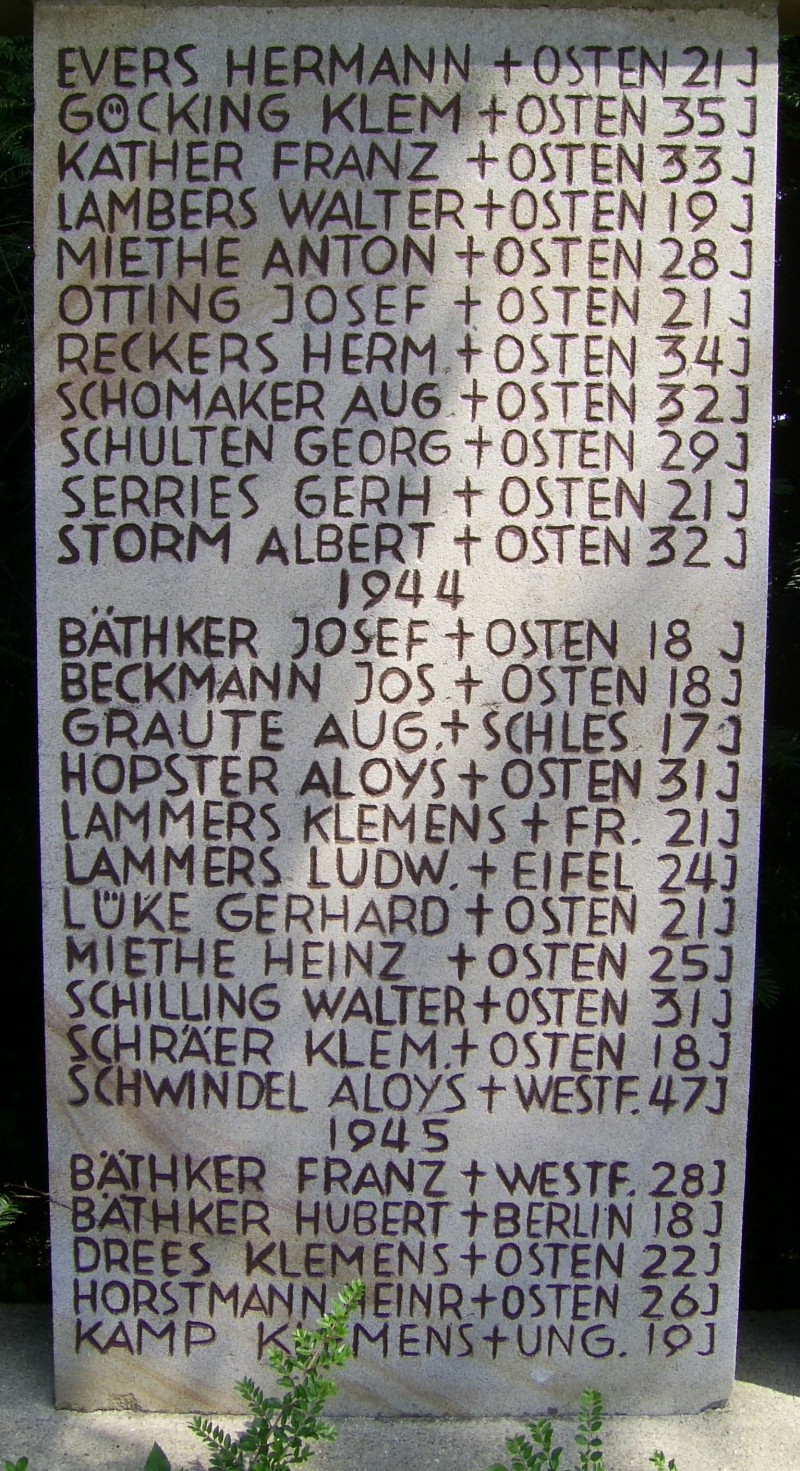 EVERS HERMANN + OSTEN 21 J
GÖCKING KLEM + OSTEN 35 J
KATHER FRANZ + OSTEN 33 J
LAMBERS WALTER + OSTEN 19 J
MIETHE ANTON + OSTEN 28 J
OTTING JOSEF + OSTEN 21 J
RECKERS HERM + OSTEN 34 J
SCHOMAKER AUG + OSTEN 32 J
SCHULTEN GEORG + OSTEN 29 J
SERRIES GERH + OSTEN 21 J
STORM ALBERT + OSTEN 32 J
1944
BÄTHKER JOSEF + OSTEN 18 J
BECKMANN JOS. + OSTEN 18 J
GRAUTE AUG. + SCHLES 17 J
HOPSTER ALOYS + OSTEN 31 J
LAMMERS KLEMENS + FR. 21 J
LAMMERS LUDW. + EIFEL 24 J
LÜKE GERHARD + OSTEN 21 J
MIETHE HEINZ + OSTEN 25 J
SCHILLING WALTER + OSTEN 31 J
SCHRÄER KLEM. + OSTEN 18 J
SCHWINDEL ALOYS + WESTF. 47 J
1945
BÄTHKER FRANZ + WESTF. 28 J
BÄTHKER HUBERT + BERLIN 18 J
DREES KLEMENS + OSTEN 22 J
HORSTMANN HEINR + OSTEN 26 J
KAMP KLEMENS + UNG. 19 J